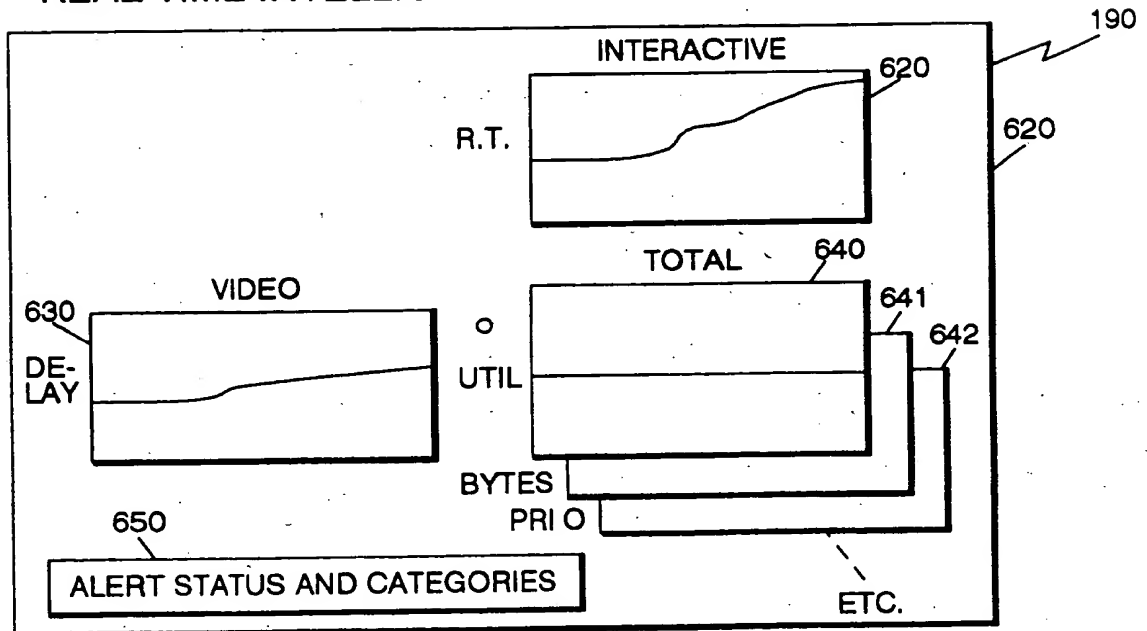 190
INTERACTIVE
620
620
R.T.
TOTAL
640
VIDEO
641
630
642
DE-
LAY
UTIL
BYTES
PRI O
650
ALERT STATUS AND CATEGORIES
ETC.